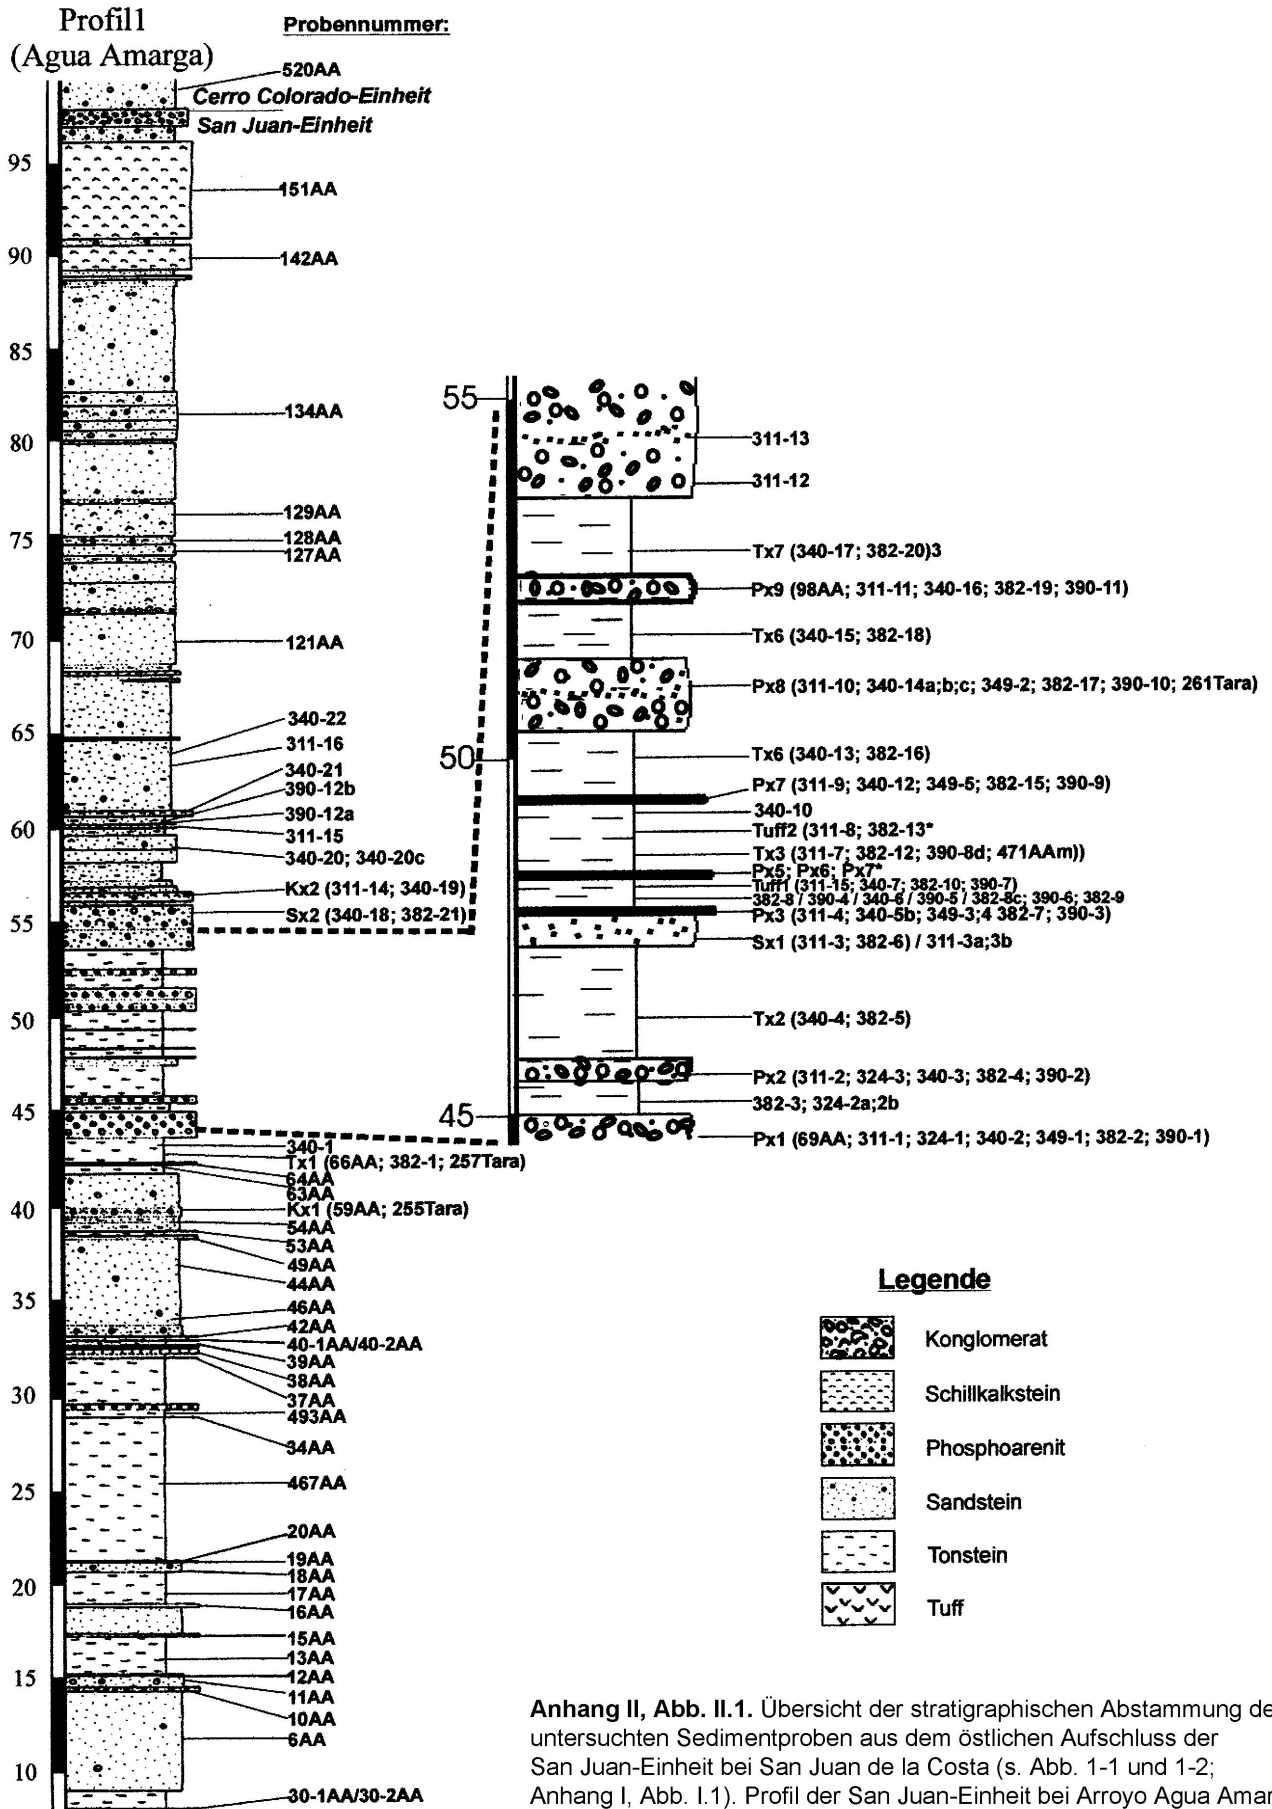 Profil1
(Agua Amarga)
Probennummer:
520AA
Cerro Colorado-Einheit
San Juan-Einheit
95
151AA
90
142AA
85
134AA
80
129AA
75
128AA
127AA
70
121AA
65
340-22
311-16
340-21
390-12b
60
390-12a
311-15
340-20; 340-20c
Kx2 (311-14; 340-19)
55
Sx2 (340-18; 382-21)
50
45
340-1
Tx1 (66AA; 382-1; 257Tara)
64AA
63AA
40
Kx1 (59AA; 255Tara)
54AA
53AA
49AA
44AA
35
46AA
42AA
40-1AA/40-2AA
39AA
38AA
30
37AA
493AA
34AA
25
467AA
20AA
19AA
18AA
20
17AA
16AA
15AA
13AA
15
12AA
11AA
10AA
6AA
10
30-1AA/30-2AA
55
311-13
311-12
Tx7 (340-17; 382-20)3
Px9 (98AA; 311-11; 340-16; 382-19; 390-11)
Tx6 (340-15; 382-18)
Px8 (311-10; 340-14a;b;c; 349-2; 382-17; 390-10; 261Tara)
50
Tx6 (340-13; 382-16)
Px7 (311-9; 340-12; 349-5; 382-15; 390-9)
340-10
Tuff2 (311-8; 382-13*
Tx3 (311-7; 382-12; 390-8d; 471AAm))
Px5; Px6; Px7*
Tuff1 (311-15; 340-7; 382-10; 390-7)
382-8 / 390-4 / 340-6 / 390-5 / 382-8c; 390-6; 382-9
Px3 (311-4; 340-5b; 349-3;4 382-7; 390-3)
Sx1 (311-3; 382-6) / 311-3a;3b
Tx2 (340-4; 382-5)
Px2 (311-2; 324-3; 340-3; 382-4; 390-2)
382-3; 324-2a;2b
45
Px1 (69AA; 311-1; 324-1; 340-2; 349-1; 382-2; 390-1)
Legende
Konglomerat
Schillkalkstein
Phosphoarenit
Sandstein
Tonstein
Tuff
Anhang II, Abb. II.1. Übersicht der stratigraphischen Abstammung de
untersuchten Sedimentproben aus dem östlichen Aufschluss der
San Juan-Einheit bei San Juan de la Costa (s. Abb. 1-1 und 1-2;
Anhang I, Abb. I.1). Profil der San Juan-Einheit bei Arroyo Agua Amar